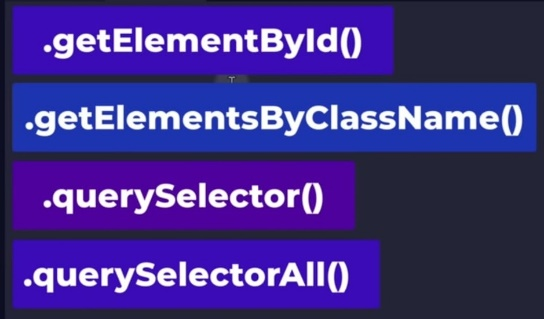 .getElementById()
.getElementsByClassName()
.querySelector()
.querySelectorAll()